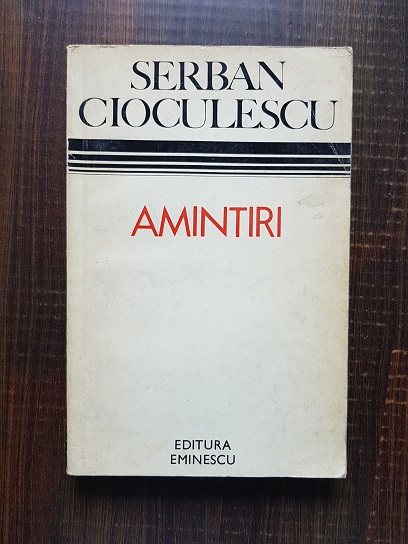 SERBAN
CIOCULESCU
AMINTIRI
EDITURA
EMINESCU